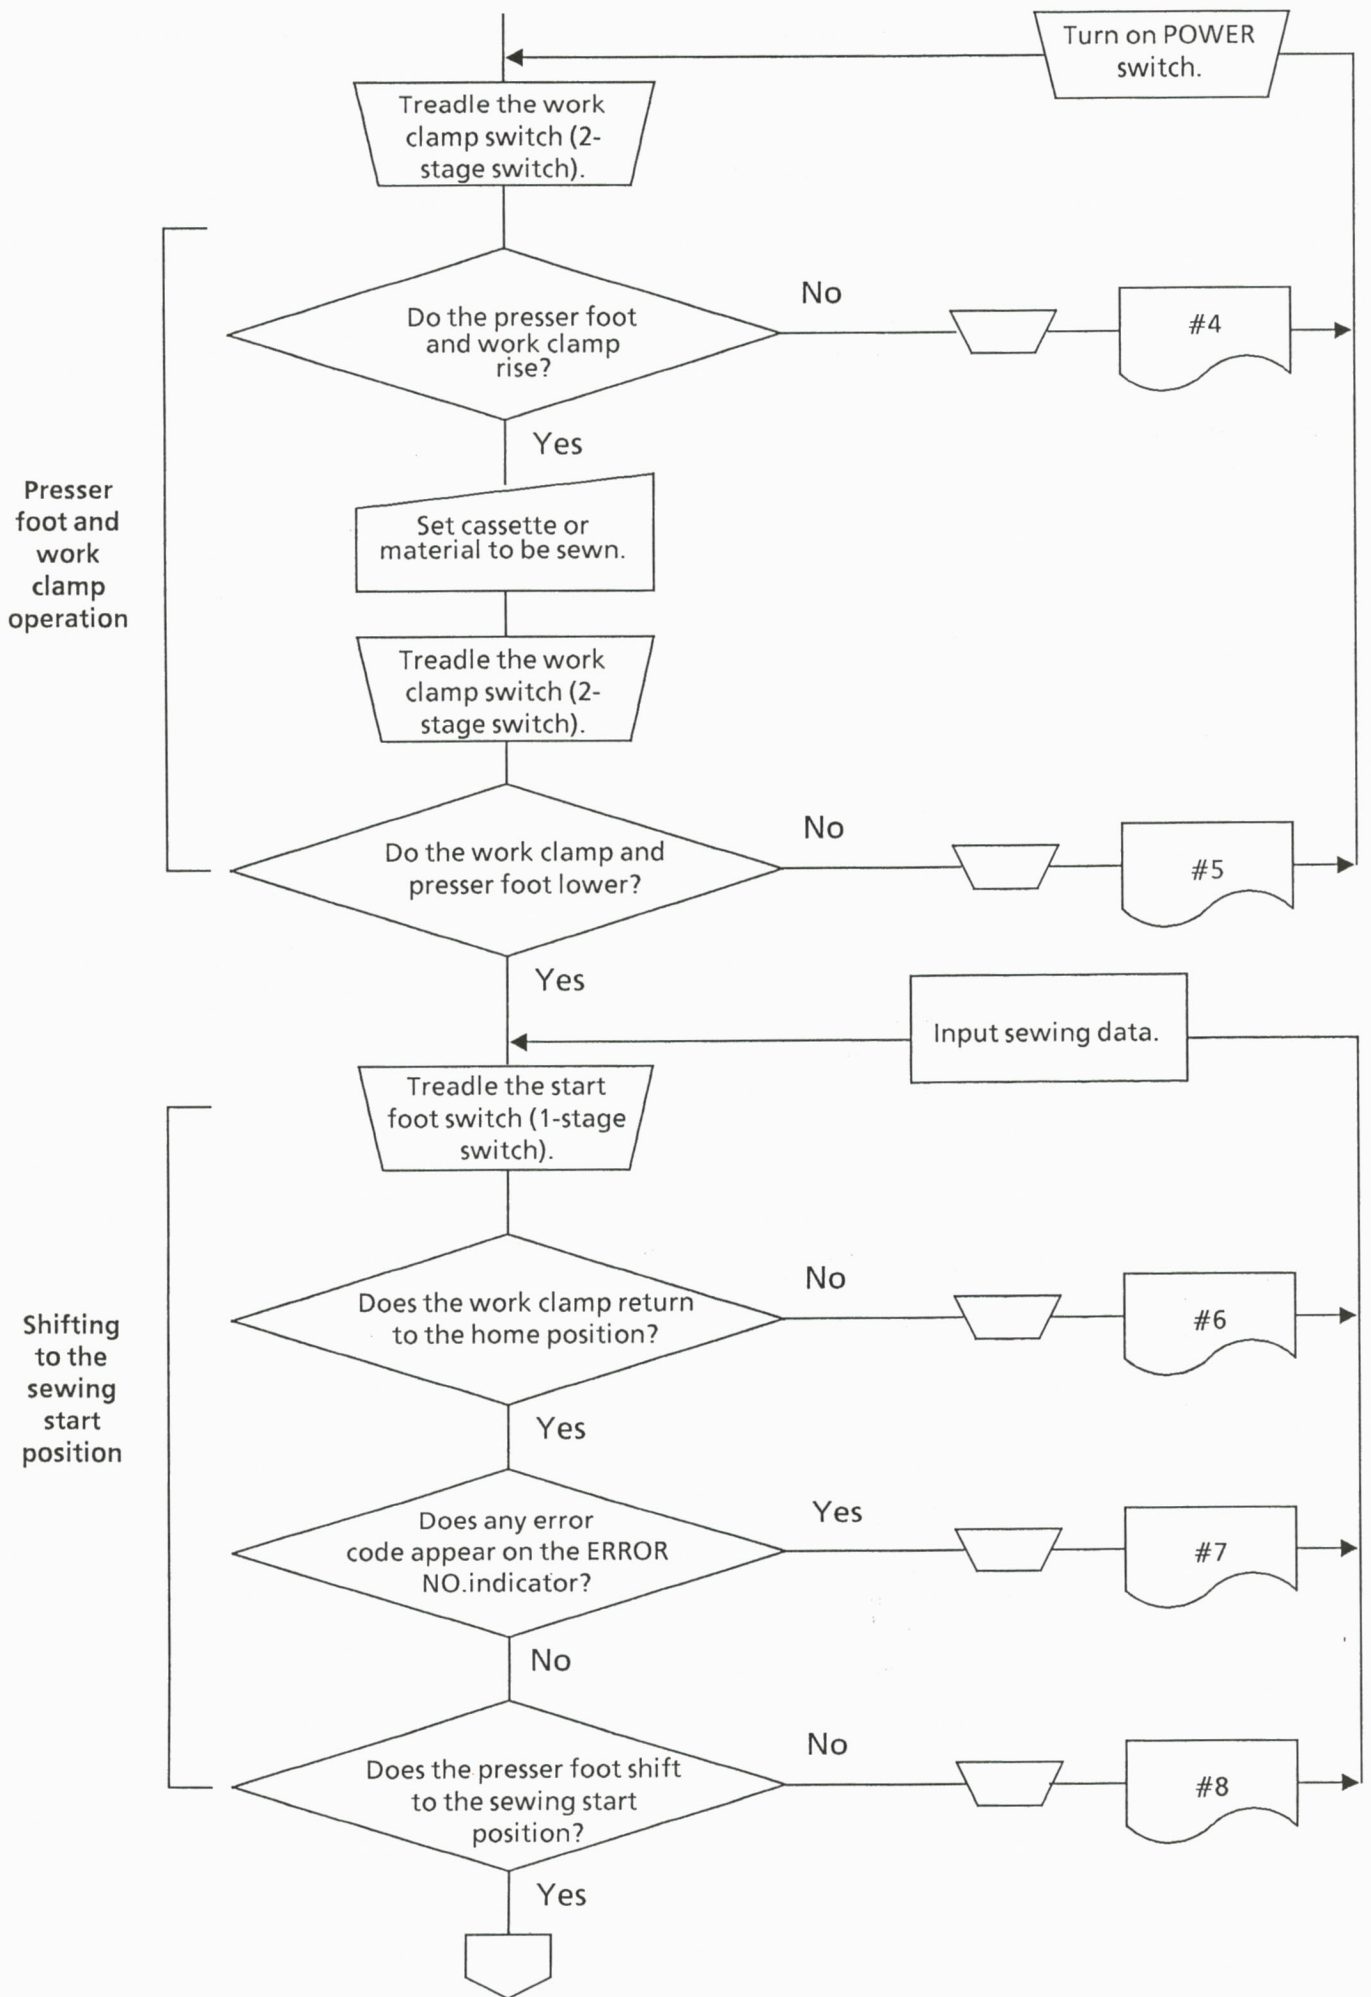 Turn on POWER
switch.
Treadle the work
clamp switch (2-
stage switch).
Do the presser foot
and work clamp
rise?
No
#4
Yes
Presser
foot and
work
clamp
operation
Set cassette or
material to be sewn.
Treadle the work
clamp switch (2-
stage switch).
Do the work clamp and
presser foot lower?
No
#5
Yes
Input sewing data.
Treadle the start
foot switch (1-stage
switch).
Does the work clamp return
to the home position?
No
#6
Shifting
to the
sewing
start
position
Yes
Does any error
code appear on the ERROR
NO.indicator?
Yes
#7
No
Does the presser foot shift
to the sewing start
position?
No
#8
Yes